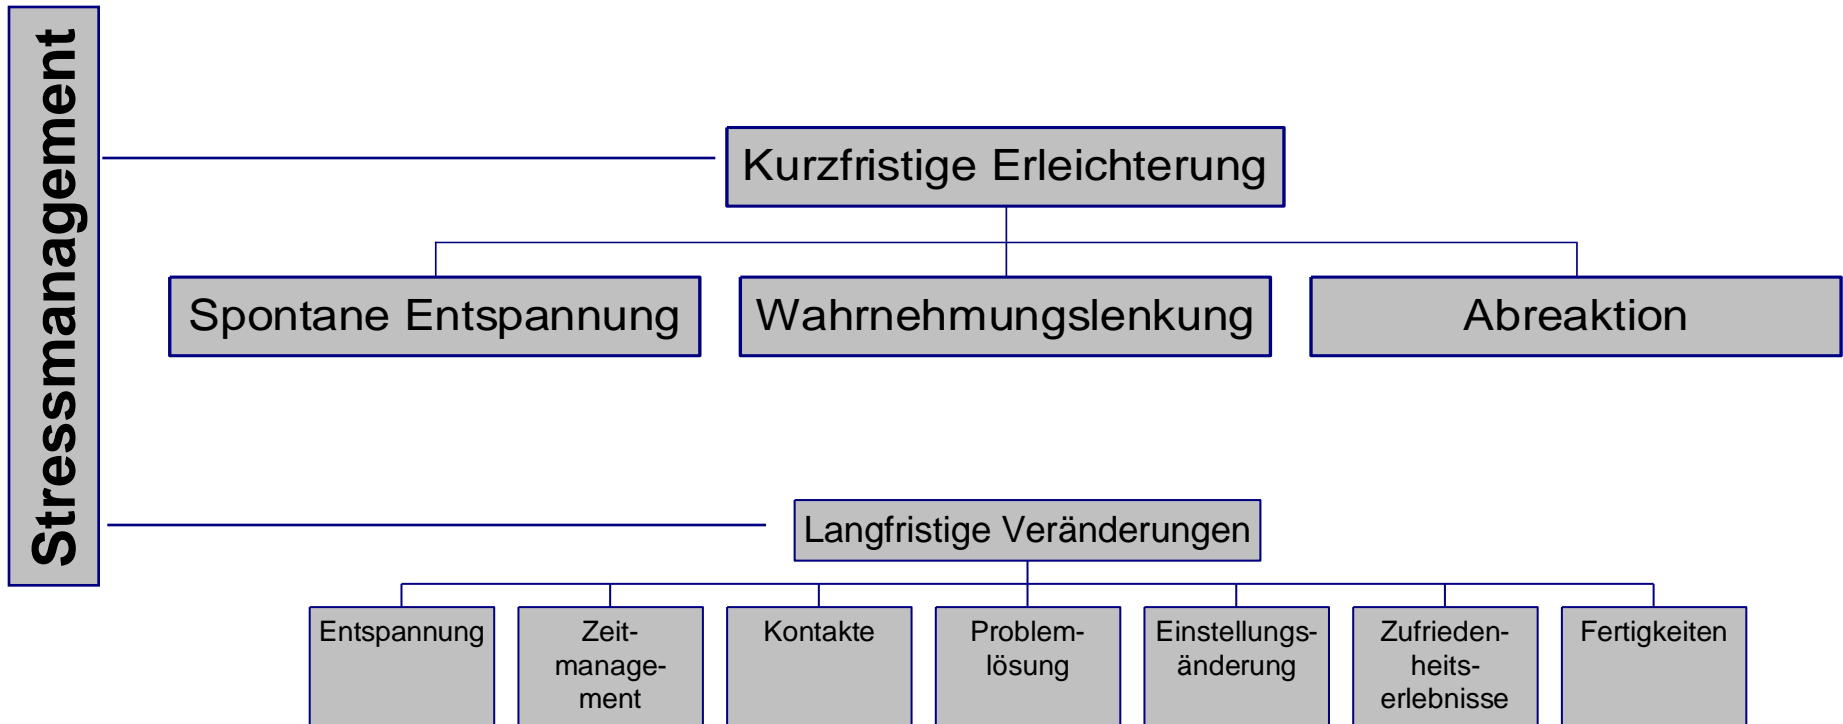 Stressmanagement
Kurzfristige Erleichterung
Spontane Entspannung
Wahrnehmungslenkung
Abreaktion
Langfristige Veränderungen
Entspannung
Zeit-
manage-
ment
Kontakte
Problem-
lösung
Einstellungs-
änderung
Zufrieden-
heits-
erlebnisse
Fertigkeiten